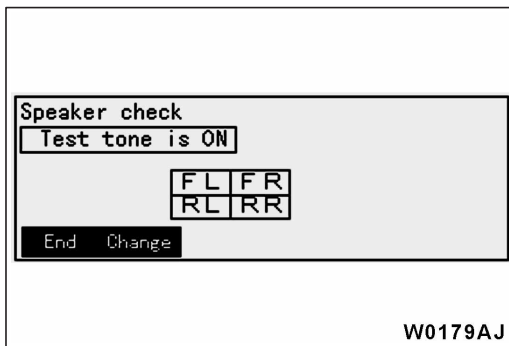 Speaker check
Test tone is ON
FL FR
RL RR
End Change
W0179AJ